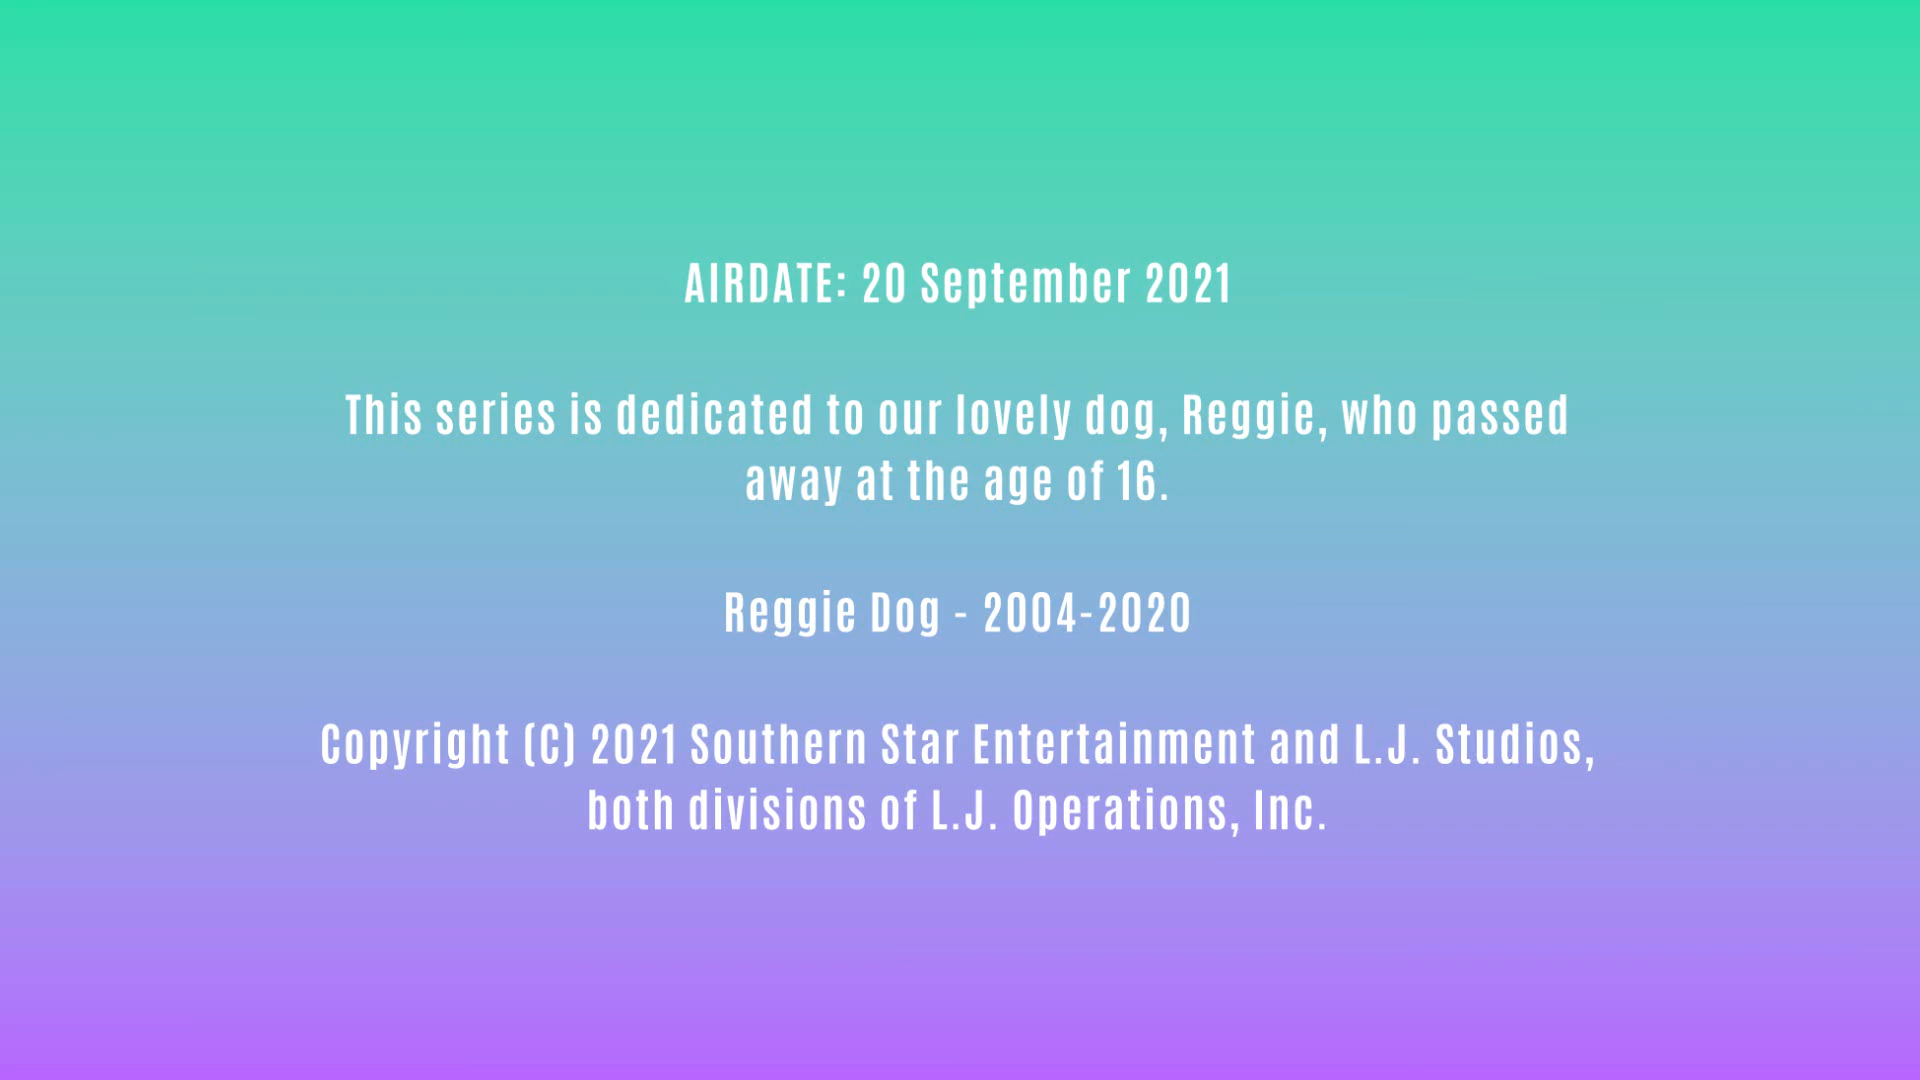 AIRDATE: 20 September 2021
This series is dedicated to our lovely dog, Reggie, who passed
away at the age of 16.
Reggie Dog - 2004-2020
Copyright (C) 2021 Southern Star Entertainment and L.J. Studios,
both divisions of L.J. Operations, Inc.